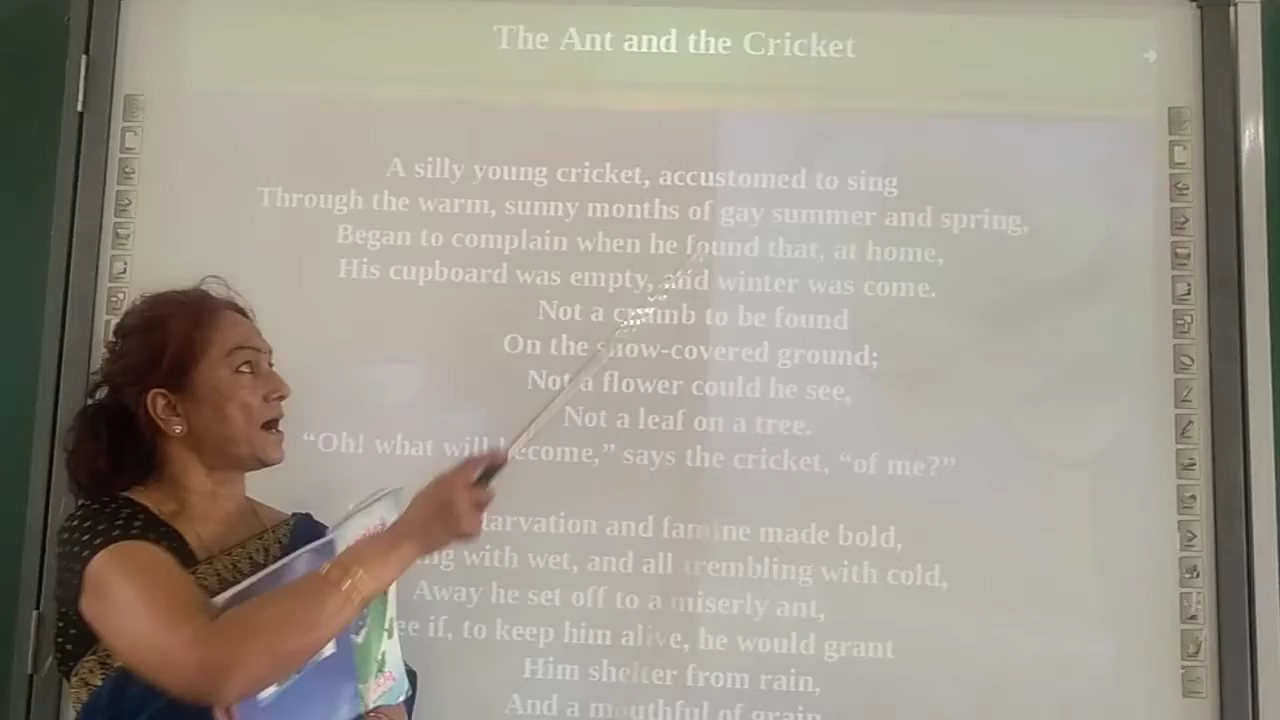 The Ant and the Cricket
A silly young cricket, accustomed to sing
Through the warm, sunny months of gay summer and spring,
Began to complain when he found that, at home,
His cupboard was empty, and winter was come.
Not a crumb to be found
On the snow-covered ground;
Not a flower could he see,
Not a leaf on a tree.
“Oh! what will become,” says the cricket, “of me?”
starvation and famine made bold,
with wet, and all trembling with cold,
Away he set off to a miserly ant,
if, to keep him alive, he would grant
Him shelter from rain,
And a mouthful of grain